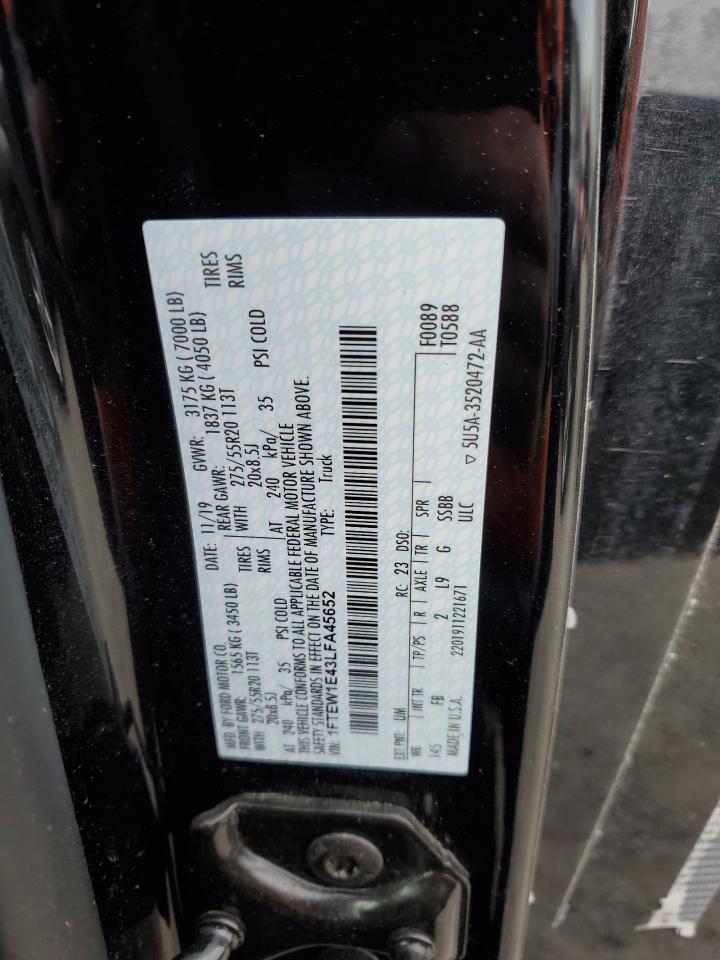 MFD. BY FORD MOTOR CO. DATE: 11/19 GVWR: 3175 KG ( 7000 LB)
FRONT GAWR: 1565 KG ( 3450 LB) REAR GAWR: 1837 KG ( 4050 LB)
WITH 275/55R20 113T TIRES WITH 275/55R20 113T TIRES
20x8.5J RIMS 20x8.5J RIMS
AT 240 kPa/ 35 PSI COLD AT 240 kPa/ 35 PSI COLD
THIS VEHICLE CONFORMS TO ALL APPLICABLE FEDERAL MOTOR VEHICLE
SAFETY STANDARDS IN EFFECT ON THE DATE OF MANUFACTURE SHOWN ABOVE.
VIN: 1FTEW1E43LFA45652 TYPE: Truck
EXT PNT: UM RC: 23 DSO: F0089
WB INT TR TP/PS R AXLE TR SPR T0588
145 FB 2 L9 G SSBB
MADE IN U.S.A. 2201911221671 ULC ▽ 5U5A-3520472-AA